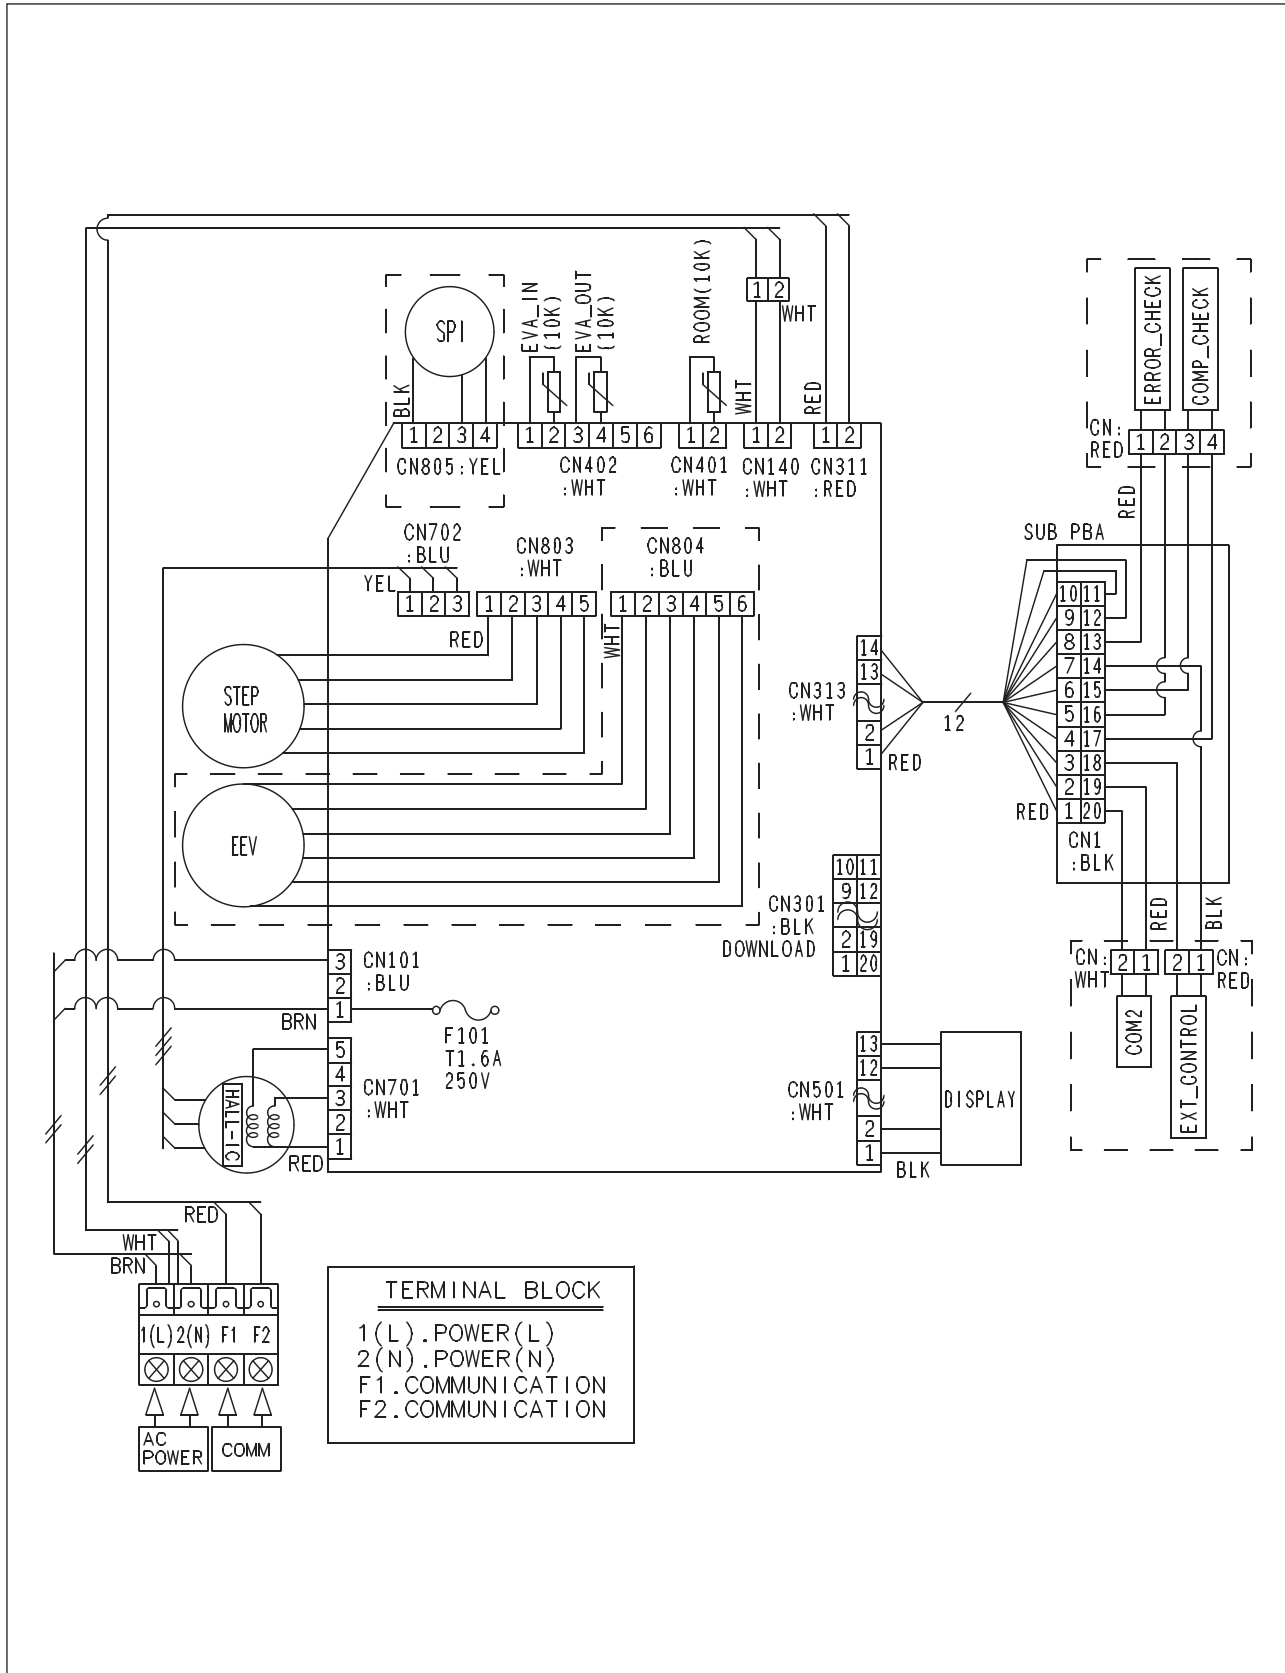 EVA_IN
(10K)
EVA_OUT
(10K)
ROOM(10K)
1 2
WHT
SPI
BLK
WHT
RED
1 2 3 4
CN805:YEL
1 2 3 4 5 6
CN402
:WHT
1 2
CN401
:WHT
1 2
CN140
:WHT
1 2
CN311
:RED
ERROR_CHECK
COMP_CHECK
CN:
RED
1 2 3 4
RED
SUB PBA
10 11
9 12
8 13
7 14
6 15
5 16
4 17
3 18
2 19
RED 1 20
CN1
:BLK
CN702
:BLU
YEL
1 2 3
CN803
:WHT
1 2 3 4 5
RED
CN804
:BLU
1 2 3 4 5 6
WHT
STEP
MOTOR
EEV
14
13
CN313
:WHT
2
1
RED
12
10 11
9 12
CN301
:BLK
DOWNLOAD
2 19
1 20
RED
BLK
CN:
WHT
2 1
2 1
CN:
RED
COM2
EXT_CONTROL
3
2
1
CN101
:BLU
BRN
F101
T1.6A
250V
5
4
3
2
1
CN701
:WHT
HALL-IC
RED
13
12
CN501
:WHT
2
1
BLK
DISPLAY
RED
WHT
BRN
1(L) 2(N) F1 F2
AC
POWER
COMM
TERMINAL BLOCK
1(L).POWER(L)
2(N).POWER(N)
F1.COMMUNICATION
F2.COMMUNICATION